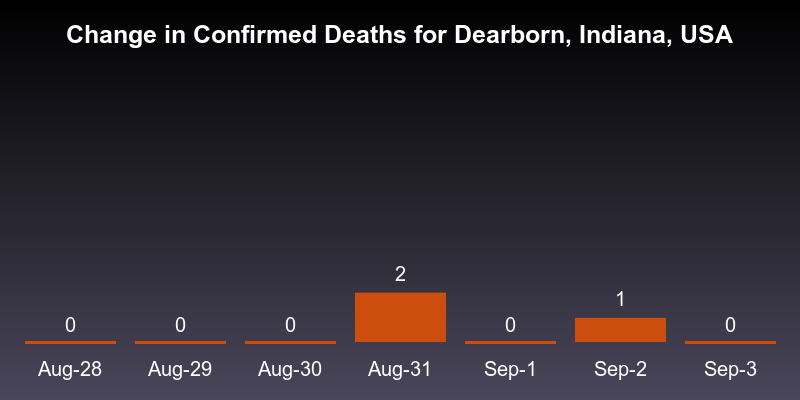 Change in Confirmed Deaths for Dearborn, Indiana, USA
0 0 0 2 0 1 0
Aug-28 Aug-29 Aug-30 Aug-31 Sep-1 Sep-2 Sep-3